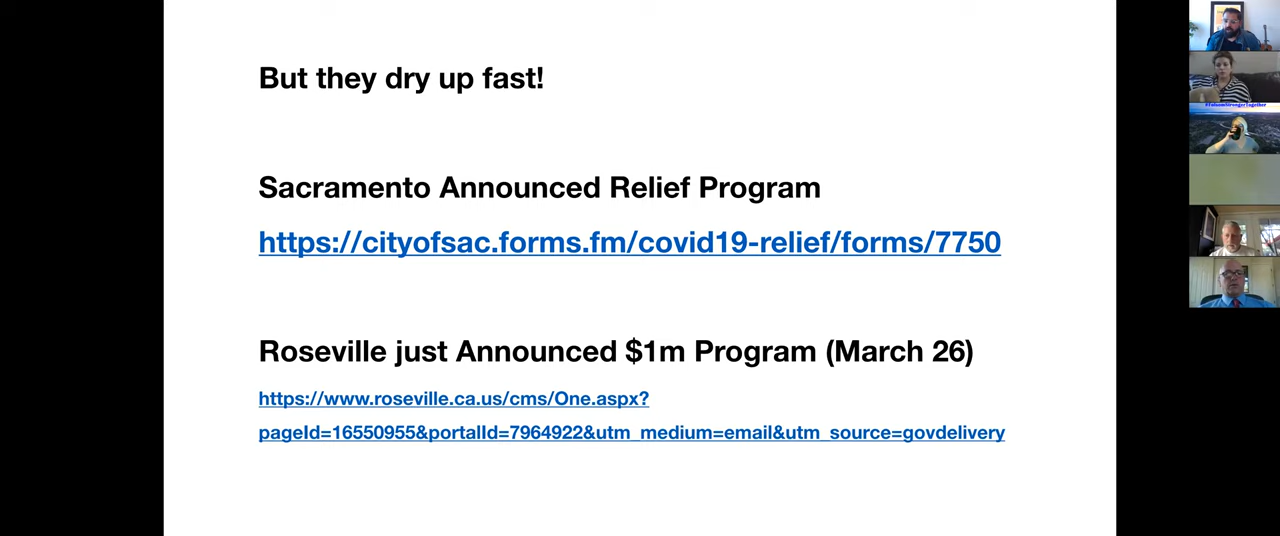 But they dry up fast!
Sacramento Announced Relief Program
https://cityofsac.forms.fm/covid19-relief/forms/7750
Roseville just Announced $1m Program (March 26)
https://www.roseville.ca.us/cms/One.aspx?
pageId=16550955&portalId=7964922&utm_medium=email&utm_source=govdelivery
#FolsomStrongerTogether